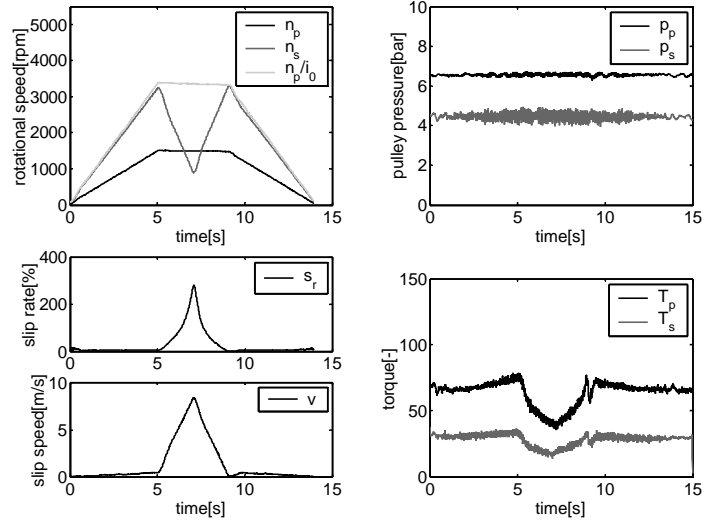 rotational speed[rpm]
5000
4000
3000
2000
1000
0
n_p
n_s
n_p/i_0
0 5 10 15
time[s]
pulley pressure[bar]
10
8
6
4
2
0
p_p
p_s
0 5 10 15
time[s]
slip rate[%]
400
200
0
s_r
0 5 10 15
slip speed[m/s]
10
5
0
v
0 5 10 15
time[s]
torque[-]
150
100
50
0
T_p
T_s
0 5 10 15
time[s]